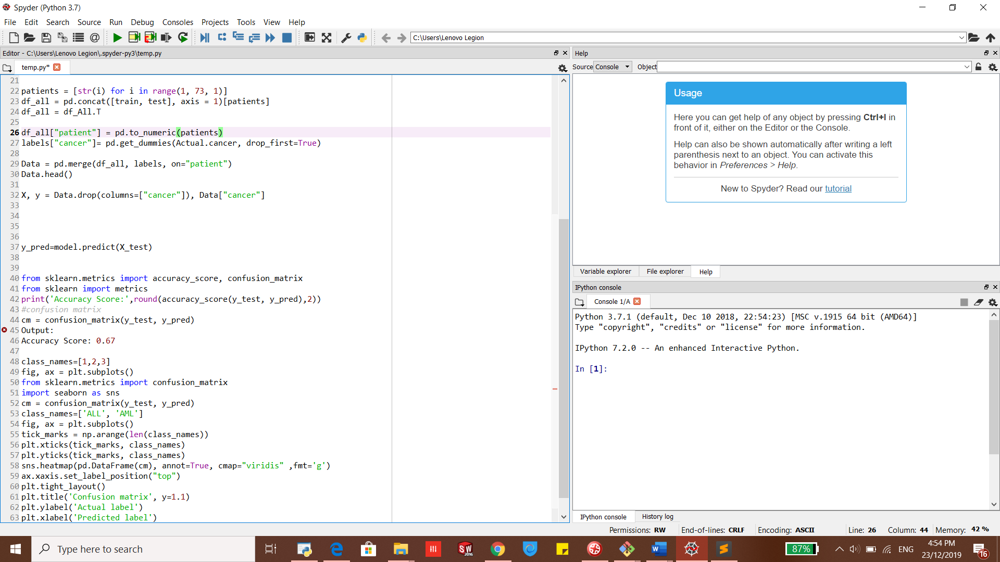 Spyder (Python 3.7)
File Edit Search Source Run Debug Consoles Projects Tools View Help
C:\Users\Lenovo Legion
Editor - C:\Users\Lenovo Legion\.spyder-py3\temp.py
temp.py*
21
22 patients = [str(i) for i in range(1, 73, 1)]
23 df_all = pd.concat([train, test], axis = 1)[patients]
24 df_all = df_All.T
25
26 df_all["patient"] = pd.to_numeric(patients)
27 labels["cancer"]= pd.get_dummies(Actual.cancer, drop_first=True)
28
29 Data = pd.merge(df_all, labels, on="patient")
30 Data.head()
31
32 X, y = Data.drop(columns=["cancer"]), Data["cancer"]
33
34
35
36
37 y_pred=model.predict(X_test)
38
39
40 from sklearn.metrics import accuracy_score, confusion_matrix
41 from sklearn import metrics
42 print('Accuracy Score:',round(accuracy_score(y_test, y_pred),2))
43 #confusion matrix
44 cm = confusion_matrix(y_test, y_pred)
45 Output:
46 Accuracy Score: 0.67
47
48 class_names=[1,2,3]
49 fig, ax = plt.subplots()
50 from sklearn.metrics import confusion_matrix
51 import seaborn as sns
52 cm = confusion_matrix(y_test, y_pred)
53 class_names=['ALL', 'AML']
54 fig, ax = plt.subplots()
55 tick_marks = np.arange(len(class_names))
56 plt.xticks(tick_marks, class_names)
57 plt.yticks(tick_marks, class_names)
58 sns.heatmap(pd.DataFrame(cm), annot=True, cmap="viridis" ,fmt='g')
59 ax.xaxis.set_label_position("top")
60 plt.tight_layout()
61 plt.title('Confusion matrix', y=1.1)
62 plt.ylabel('Actual label')
63 plt.xlabel('Predicted label')
Help
Source Console Object
Usage
Here you can get help of any object by pressing Ctrl+I in
front of it, either on the Editor or the Console.
Help can also be shown automatically after writing a left
parenthesis next to an object. You can activate this
behavior in Preferences > Help.
New to Spyder? Read our tutorial
Variable explorer File explorer Help
IPython console
Console 1/A
Python 3.7.1 (default, Dec 10 2018, 22:54:23) [MSC v.1915 64 bit (AMD64)]
Type "copyright", "credits" or "license" for more information.
IPython 7.2.0 -- An enhanced Interactive Python.
In [1]:
IPython console History log
Permissions: RW End-of-lines: CRLF Encoding: ASCII Line: 26 Column: 44 Memory: 42 %
Type here to search
SW
2016
W
87%
ENG
4:54 PM
23/12/2019
16